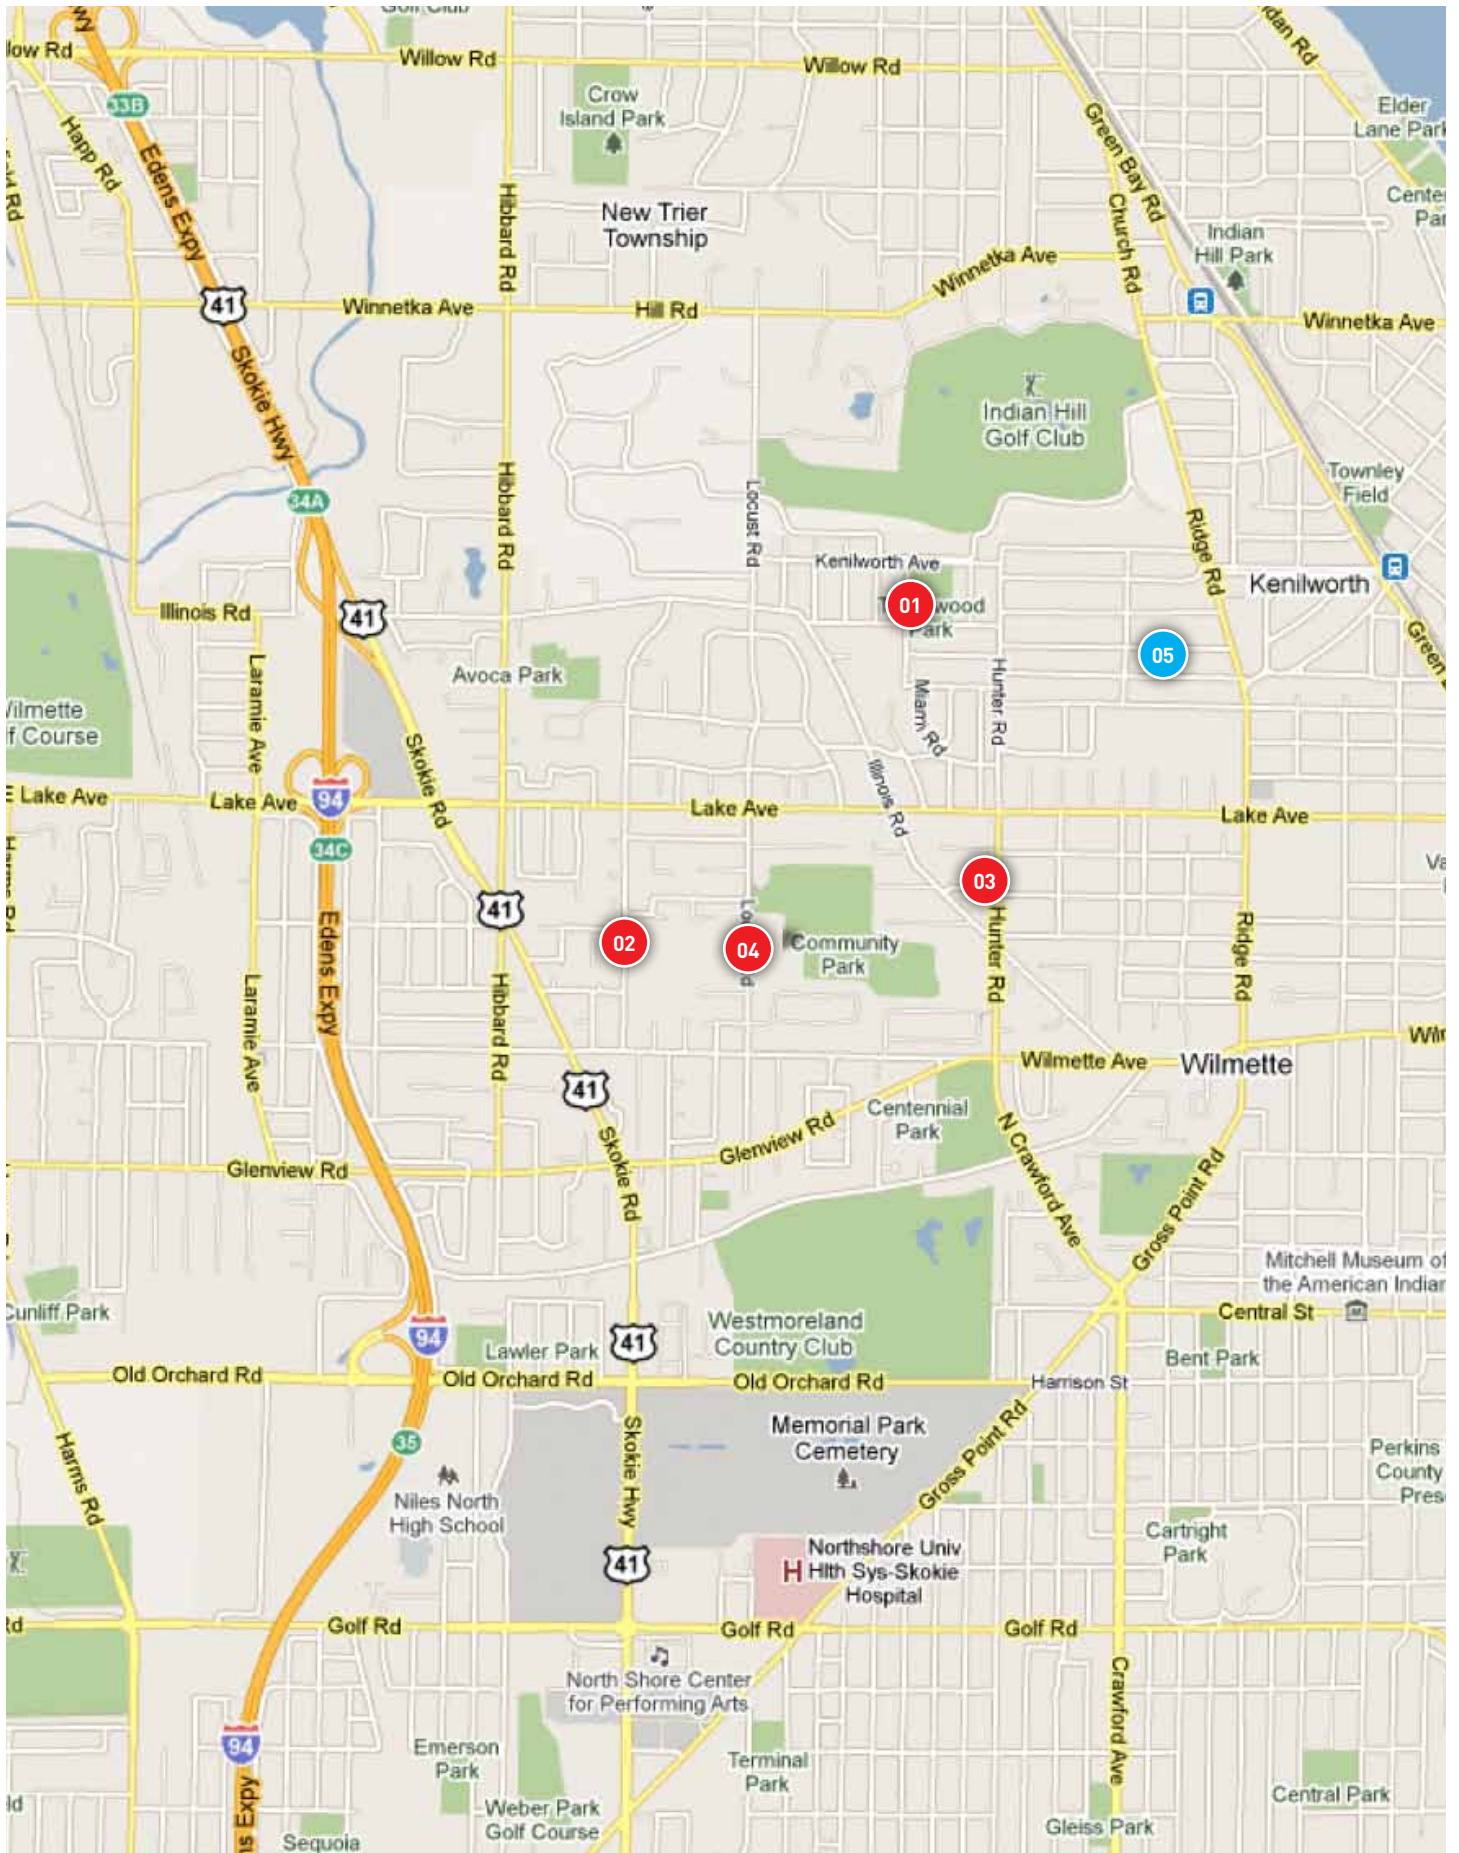 Golf Club
Willow Rd
Willow Rd
33B
Happ Rd
Edens Expy
Crow
Island Park
Hibbard Rd
New Trier
Township
Green Bay Rd
Church Rd
Elder
Lane Park
Indian
Hill Park
41
Winnetka Ave
Hill Rd
Winnetka Ave
Winnetka Ave
Skokie Hwy
Indian Hill
Golf Club
34A
Hibbard Rd
Locust Rd
Townley
Field
Ridge Rd
Kenilworth Ave
Kenilworth
01
wood
Park
Illinois Rd
41
05
Green
Laramie Ave
Avoca Park
Hunter Rd
Miami Rd
f Course
Skokie Rd
Illinois Rd
Lake Ave
Lake Ave
94
Lake Ave
Lake Ave
34C
03
41
Edens Expy
02
04
Community
Park
Hunter Rd
Ridge Rd
Laramie Ave
Hibbard Rd
Wilmette Ave
Wilmette
41
Centennial
Park
Glenview Rd
Glenview Rd
Skokie Rd
N Crawford Ave
Gross Point Rd
Mitchell Museum of
the American Indian
Cunliff Park
Central St
94
Lawler Park
41
Westmoreland
Country Club
Bent Park
Old Orchard Rd
Old Orchard Rd
Old Orchard Rd
Harrison St
35
Skokie Hwy
Memorial Park
Cemetery
Gross Point Rd
Harms Rd
Perkins
County
Niles North
High School
Cartright
Park
41
H
Northshore Univ
Hlth Sys-Skokie
Hospital
Golf Rd
Golf Rd
Golf Rd
North Shore Center
for Performing Arts
Crawford Ave
94
Emerson
Park
Terminal
Park
Central Park
Weber Park
Golf Course
Gleiss Park
Sequoia